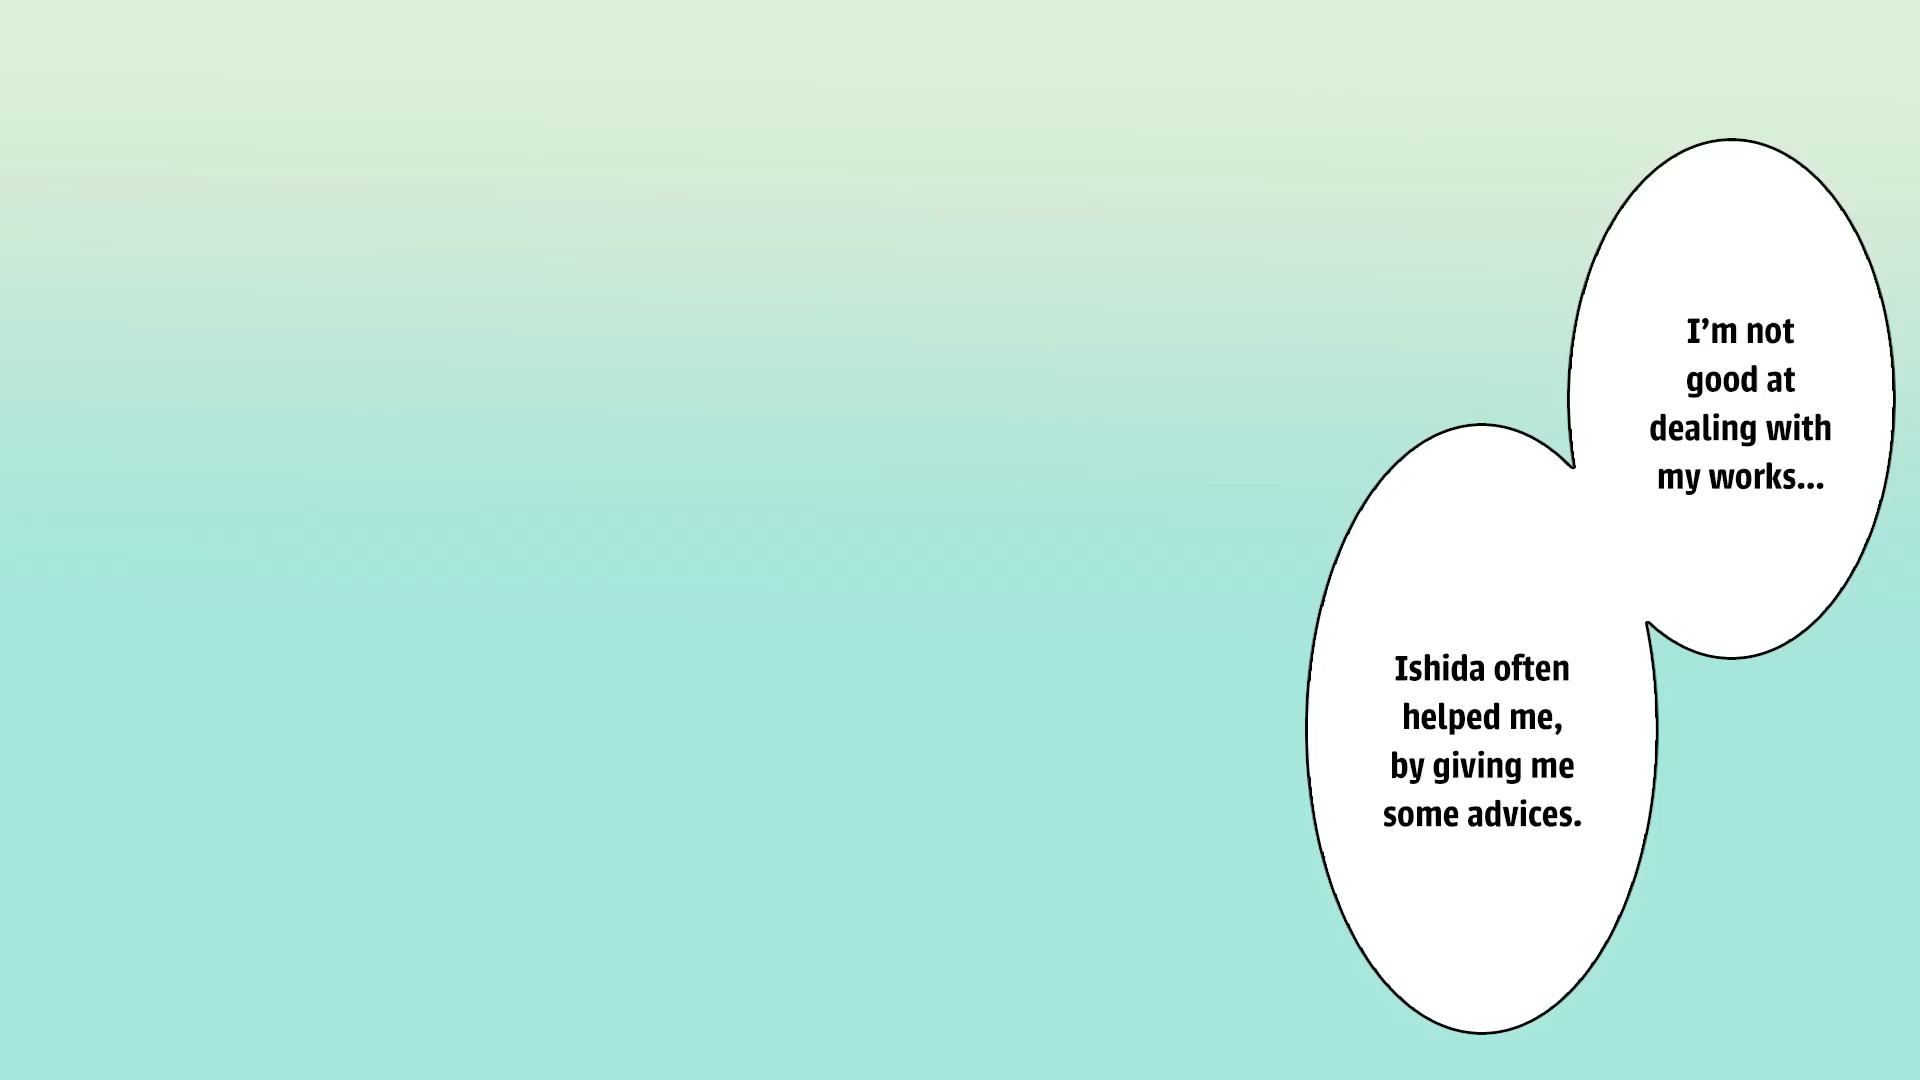 I’m not
good at
dealing with
my works...
Ishida often
helped me,
by giving me
some advices.